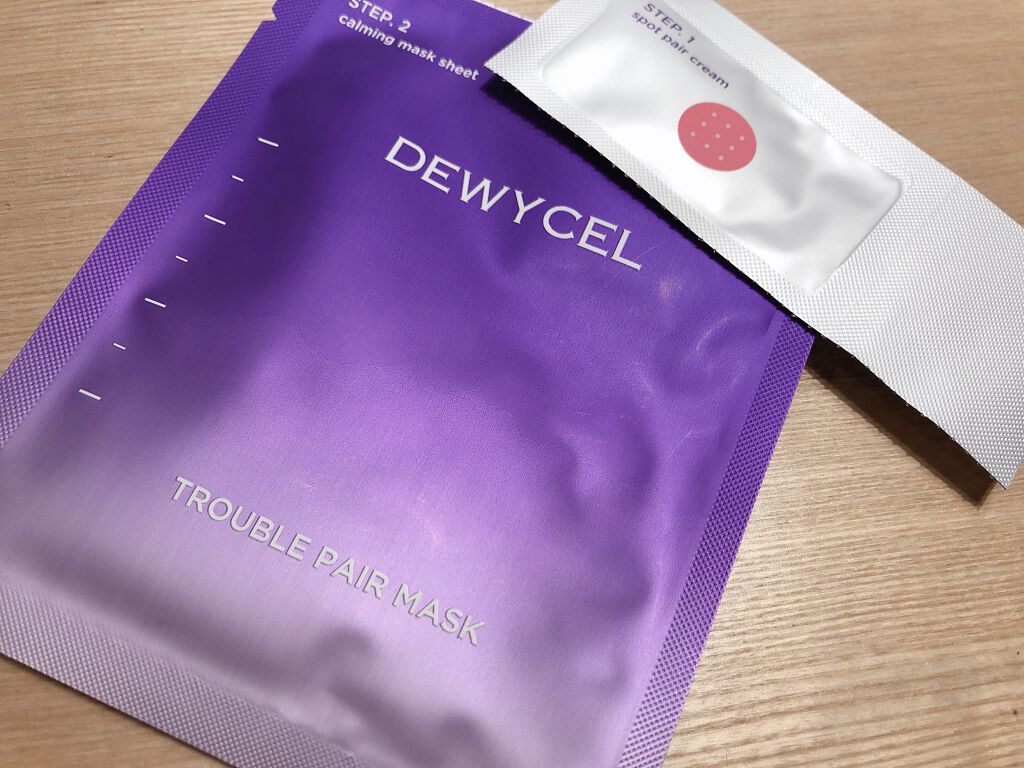 STEP. 2
calming mask sheet
DEWYCEL
TROUBLE PAIR MASK
STEP. 1
spot pair cream